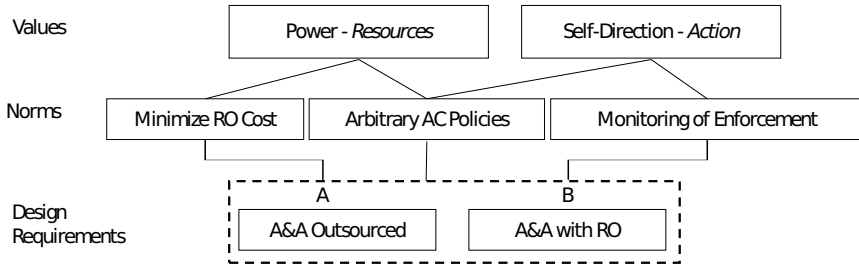 Values
Power - Resources
Self-Direction - Action
Norms
Minimize RO Cost
Arbitrary AC Policies
Monitoring of Enforcement
A
B
Design
Requirements
A&A Outsourced
A&A with RO